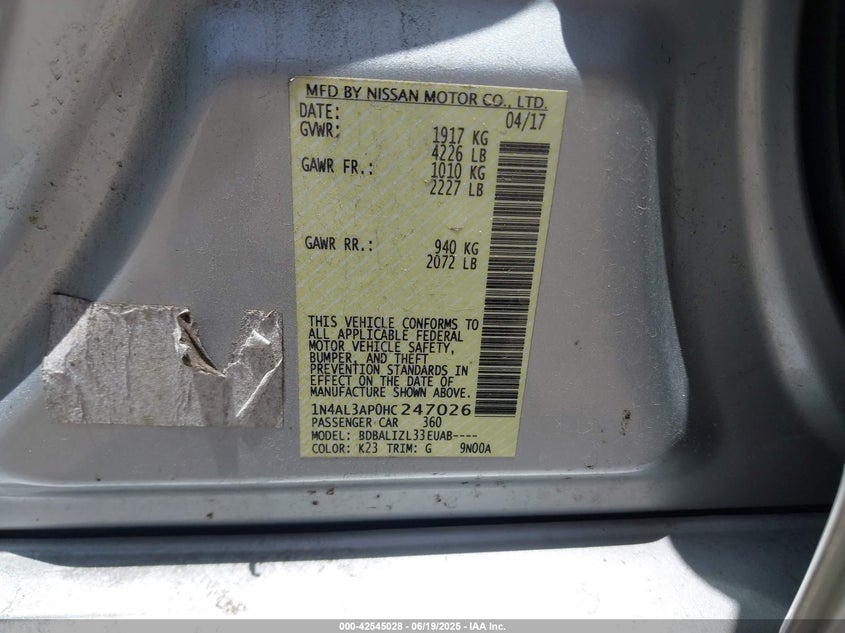 MFD BY NISSAN MOTOR CO., LTD.
DATE: 04/17
GVWR: 1917 KG
4226 LB
GAWR FR.: 1010 KG
2227 LB
GAWR RR.: 940 KG
2072 LB
THIS VEHICLE CONFORMS TO
ALL APPLICABLE FEDERAL
MOTOR VEHICLE SAFETY,
BUMPER, AND THEFT
PREVENTION STANDARDS IN
EFFECT ON THE DATE OF
MANUFACTURE SHOWN ABOVE.
1N4AL3AP0HC247026
PASSENGER CAR 360
MODEL: BDBALIZL33EUAB----
COLOR: K23 TRIM: G 9N00A
000-42545028 - 06/19/2025 - IAA Inc.